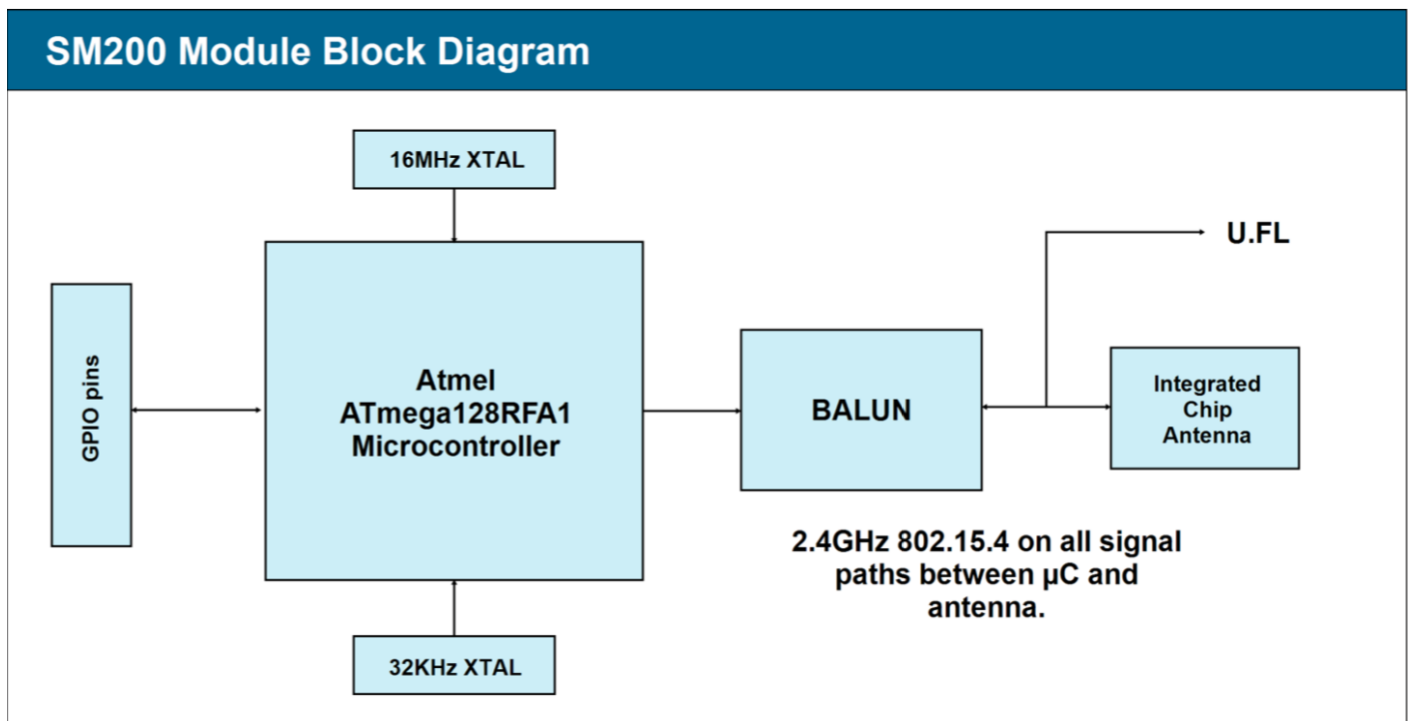 SM200 Module Block Diagram
16MHz XTAL
U.FL
GPIO pins
Atmel
ATmega128RFA1
Microcontroller
BALUN
Integrated
Chip
Antenna
2.4GHz 802.15.4 on all signal
paths between µC and
antenna.
32KHz XTAL